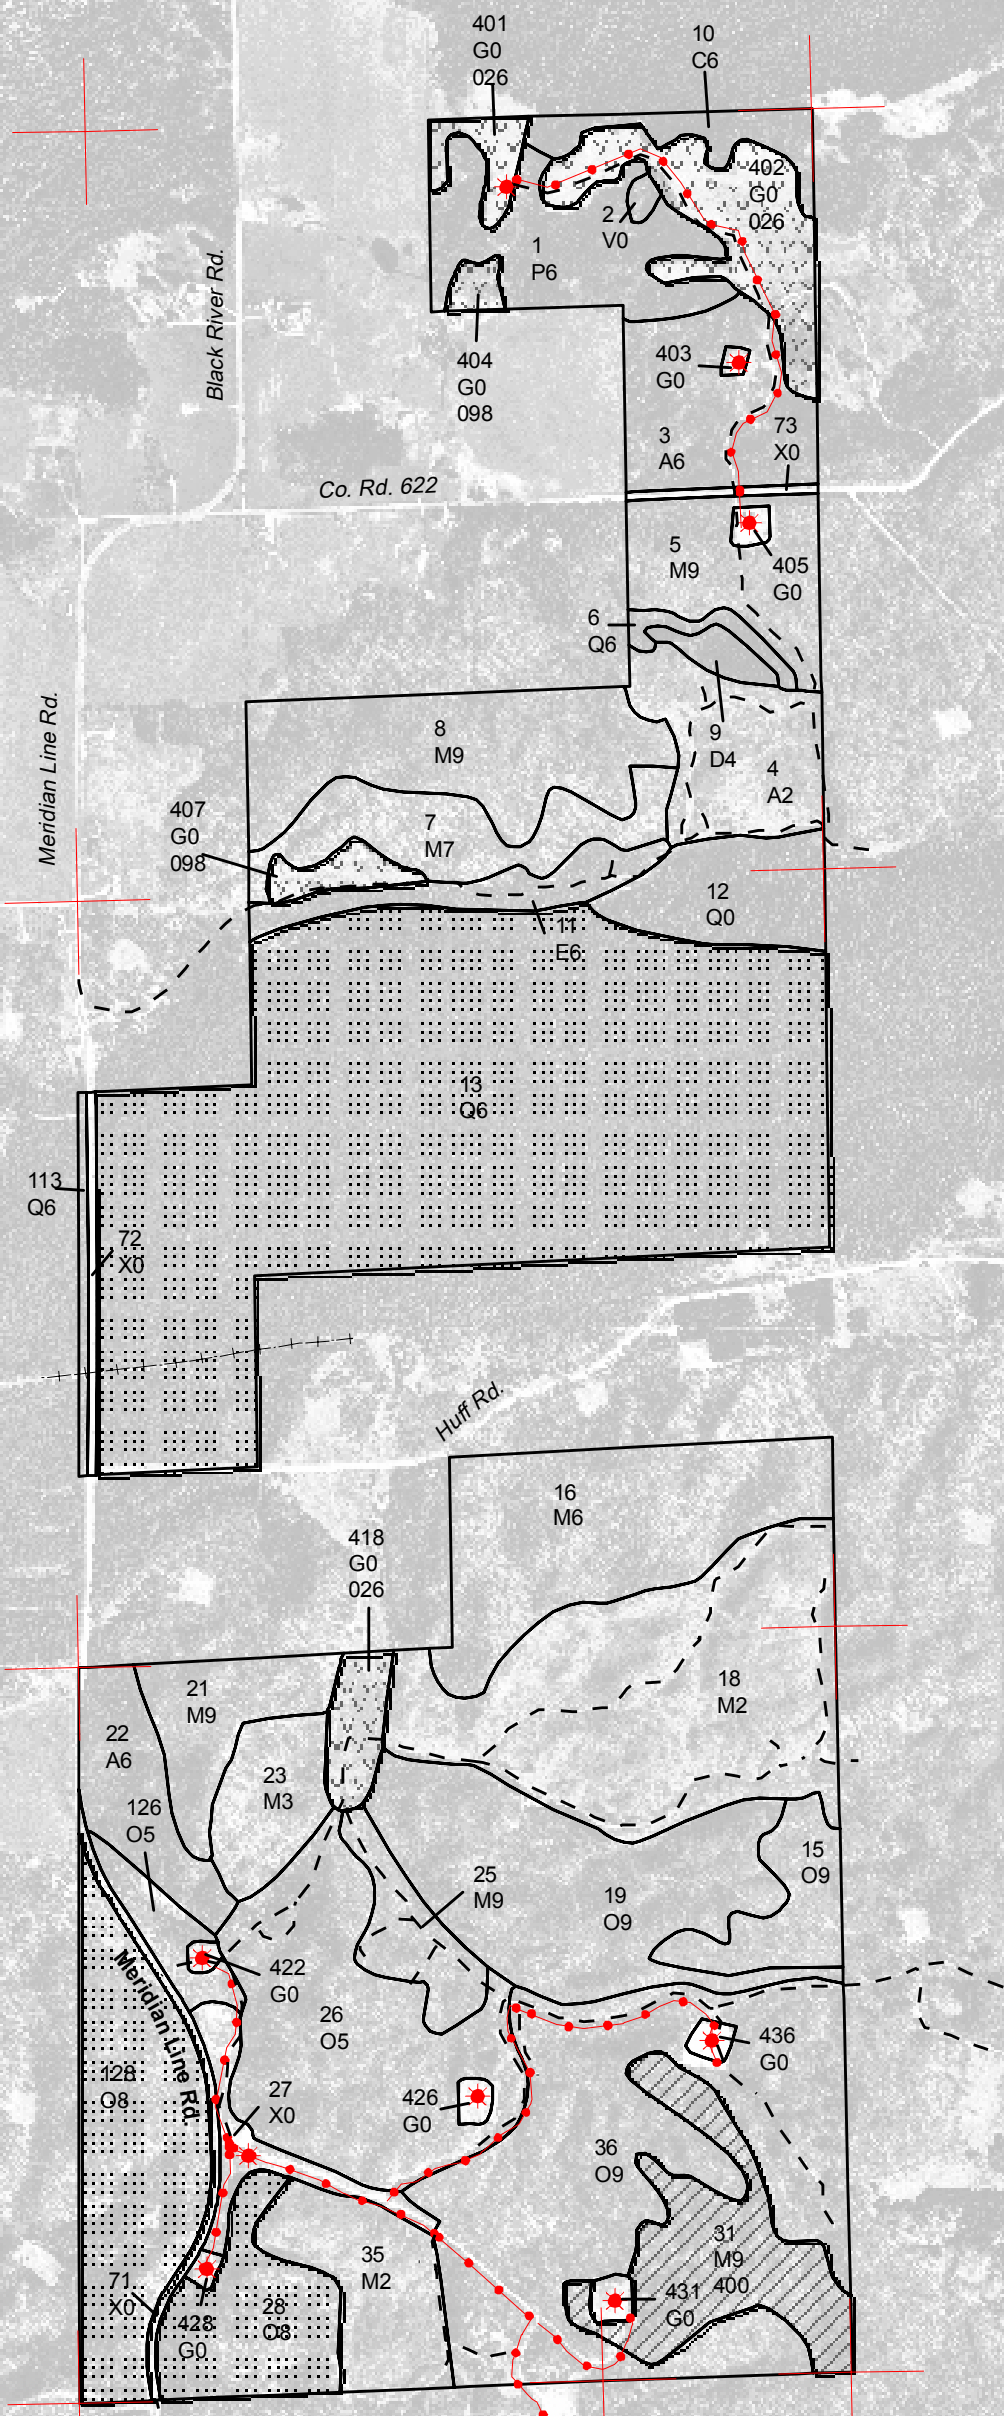 401
G0
026
10
C6
402
G0
026
2
V0
1
P6
Black River Rd.
404
G0
098
403
G0
3
A6
73
X0
Co. Rd. 622
5
M9
405
G0
6
Q6
Meridian Line Rd.
8
M9
9
D4
4
A2
407
G0
098
7
M7
12
Q0
11
E6
13
Q6
113
Q6
72
X0
Huff Rd.
16
M6
418
G0
026
21
M9
18
M2
22
A6
23
M3
126
O5
15
O9
25
M9
19
O9
Meridian Line Rd.
422
G0
26
O5
436
G0
128
O8
27
X0
426
G0
36
O9
31
M9
400
35
M2
71
X0
428
G0
28
O8
431
G0